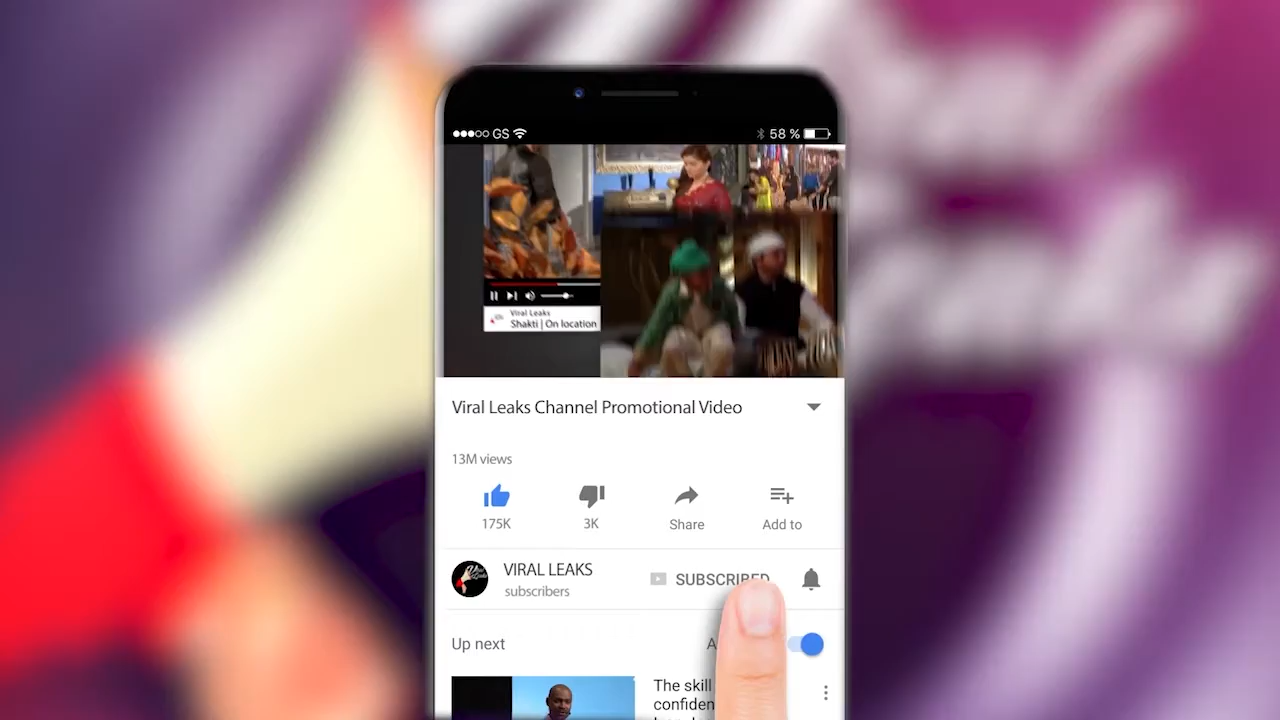 GS
58 %
Viral Leaks
Shakti | On location
Viral Leaks Channel Promotional Video
13M views
175K
3K
Share
Add to
VIRAL LEAKS
SUBSCRIBED
subscribers
Up next
The skill
confiden